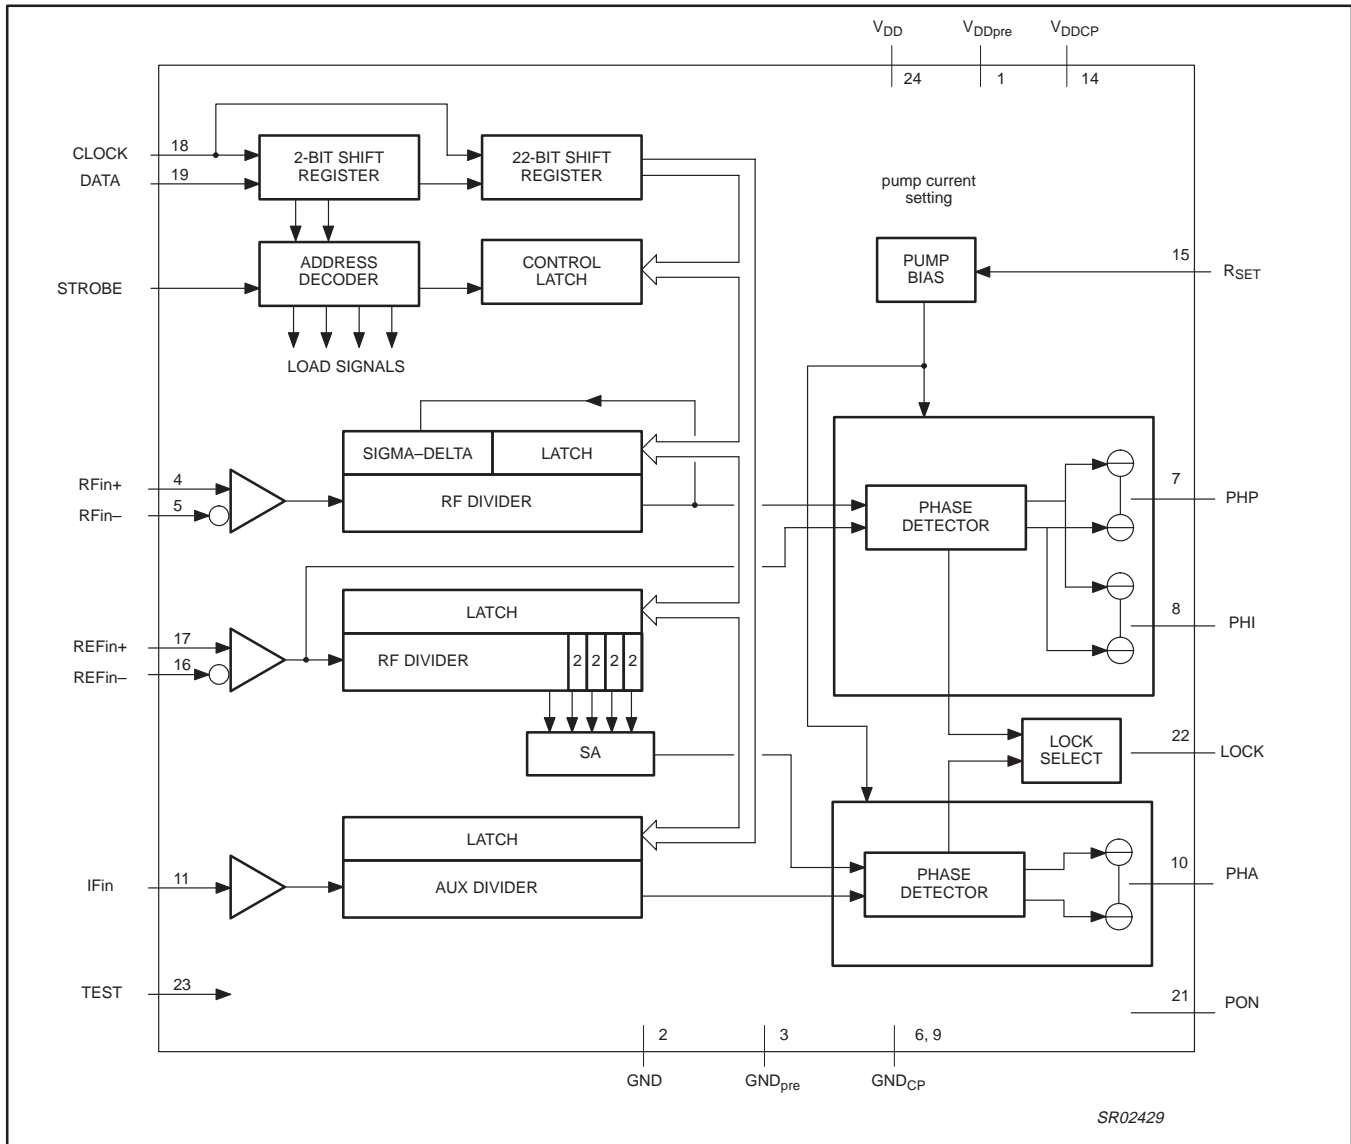 VDD
VDDpre
VDDCP
24
1
14
CLOCK
18
DATA
19
2-BIT SHIFT
REGISTER
22-BIT SHIFT
REGISTER
pump current
setting
STROBE
ADDRESS
DECODER
CONTROL
LATCH
PUMP
BIAS
15
RSET
LOAD SIGNALS
SIGMA–DELTA
LATCH
RFin+
4
RFin–
5
RF DIVIDER
PHASE
DETECTOR
7
PHP
8
PHI
LATCH
REFin+
17
REFin–
16
RF DIVIDER
2
2
2
2
SA
LOCK
SELECT
22
LOCK
LATCH
IFin
11
AUX DIVIDER
PHASE
DETECTOR
10
PHA
TEST
23
21
PON
2
3
6, 9
GND
GNDpre
GNDCP
SR02429